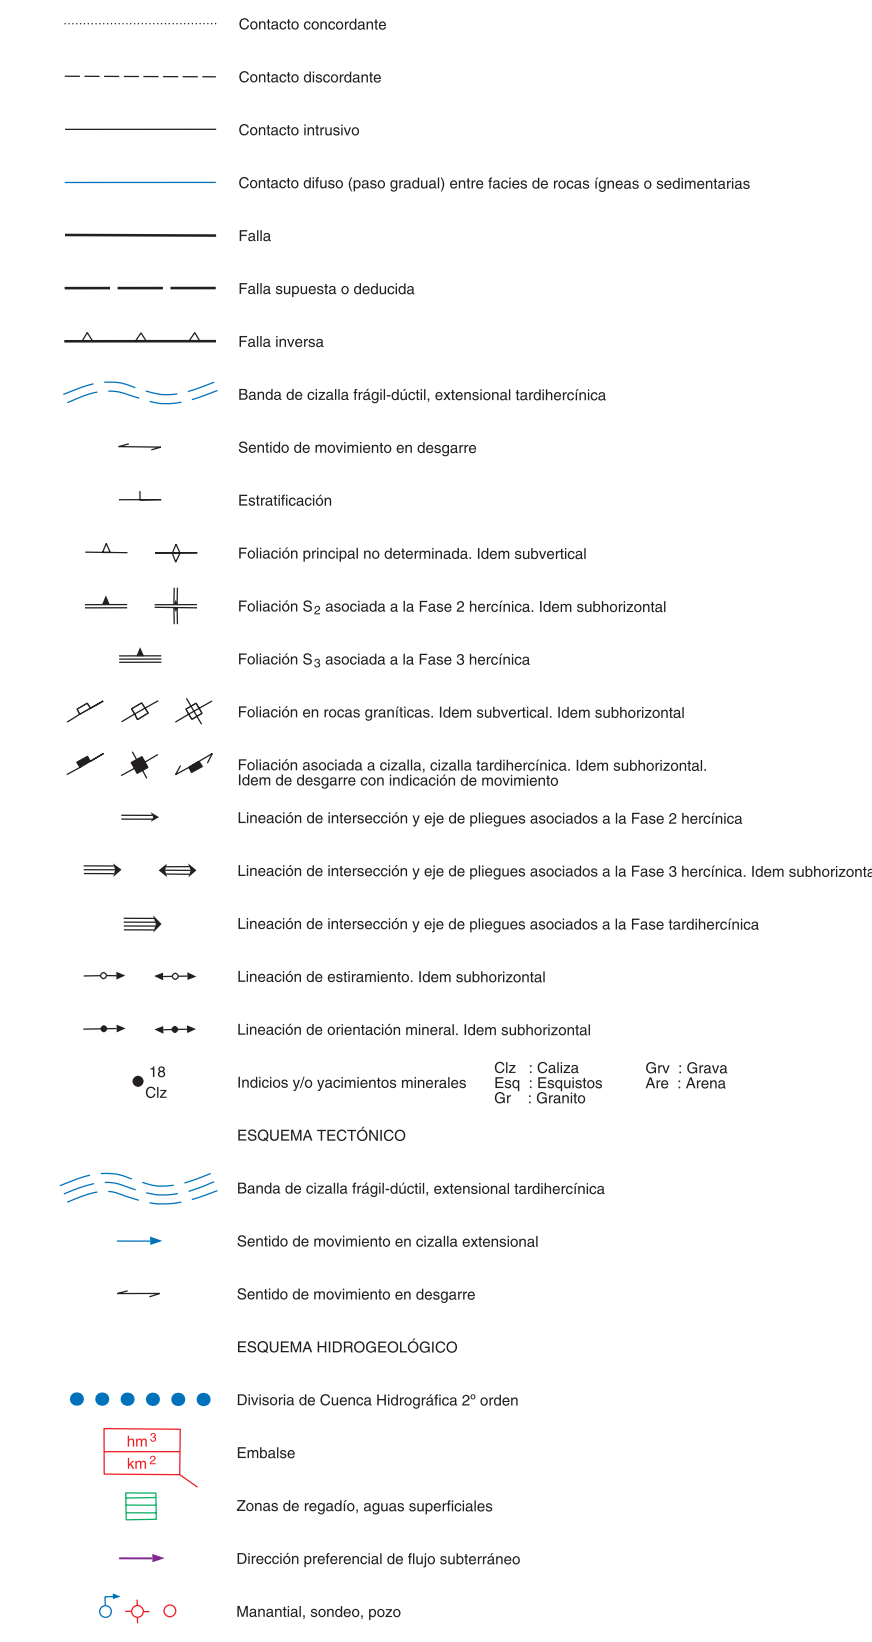 Contacto concordante
Contacto discordante
Contacto intrusivo
Contacto difuso (paso gradual) entre facies de rocas ígneas o sedimentarias
Falla
Falla supuesta o deducida
Falla inversa
Banda de cizalla frágil-dúctil, extensional tardihercínica
Sentido de movimiento en desgarre
Estratificación
Foliación principal no determinada. Idem subvertical
Foliación S2 asociada a la Fase 2 hercínica. Idem subhorizontal
Foliación S3 asociada a la Fase 3 hercínica
Foliación en rocas graníticas. Idem subvertical. Idem subhorizontal
Foliación asociada a cizalla, cizalla tardihercínica. Idem subhorizontal.
Idem de desgarre con indicación de movimiento
Lineación de intersección y eje de pliegues asociados a la Fase 2 hercínica
Lineación de intersección y eje de pliegues asociados a la Fase 3 hercínica. Idem subhorizonta
Lineación de intersección y eje de pliegues asociados a la Fase tardihercínica
Lineación de estiramiento. Idem subhorizontal
Lineación de orientación mineral. Idem subhorizontal
18
Clz
Indicios y/o yacimientos minerales
Clz : Caliza
Esq : Esquistos
Gr : Granito
Grv : Grava
Are : Arena
ESQUEMA TECTÓNICO
Banda de cizalla frágil-dúctil, extensional tardihercínica
Sentido de movimiento en cizalla extensional
Sentido de movimiento en desgarre
ESQUEMA HIDROGEOLÓGICO
Divisoria de Cuenca Hidrográfica 2º orden
hm3
km2
Embalse
Zonas de regadío, aguas superficiales
Dirección preferencial de flujo subterráneo
Manantial, sondeo, pozo